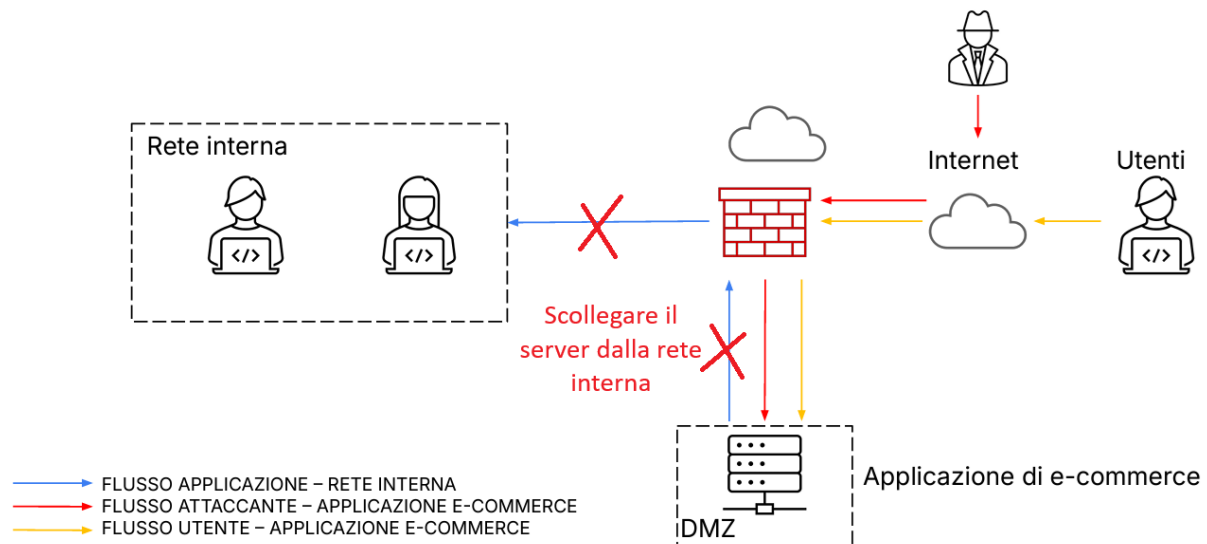 Rete interna
Internet
Utenti
Scollegare il
server dalla rete
interna
Applicazione di e-commerce
DMZ
FLUSSO APPLICAZIONE – RETE INTERNA
FLUSSO ATTACCANTE – APPLICAZIONE E-COMMERCE
FLUSSO UTENTE – APPLICAZIONE E-COMMERCE